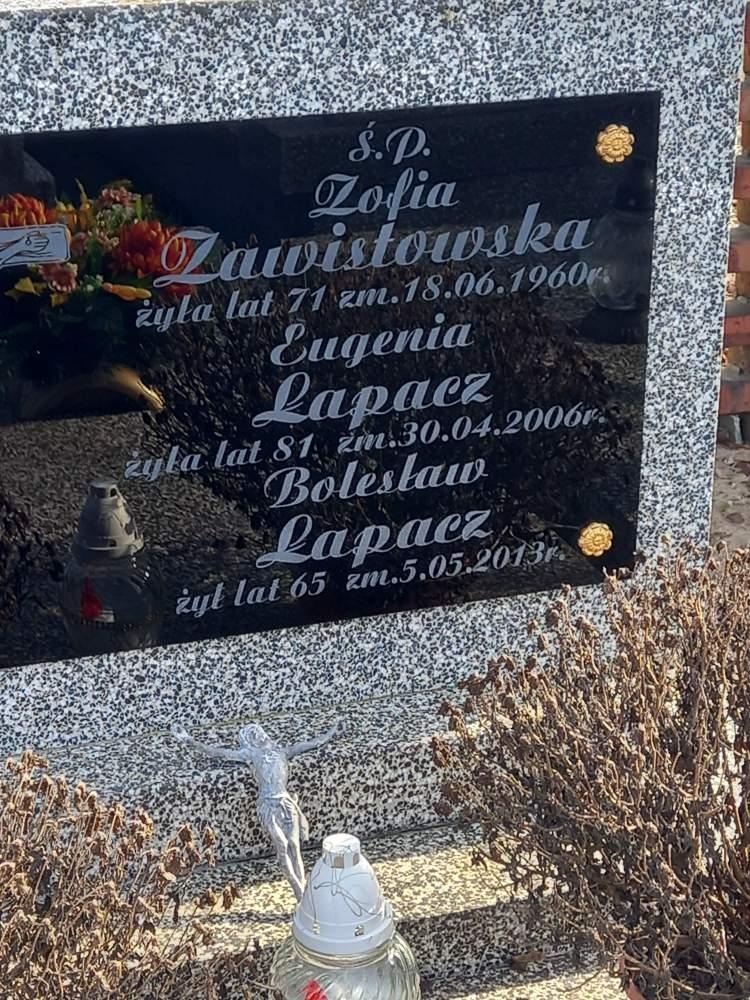 Ś.P.
Zofia
Zawistowska
żyła lat 71 zm.18.06.1960r.
Eugenia
Łapacz
żyła lat 81 zm.30.04.2006r.
Bolesław
Łapacz
żył lat 65 zm.5.05.2013r.